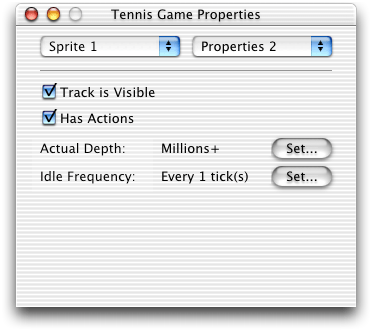 Tennis Game Properties
Sprite 1 Properties 2
Track is Visible
Has Actions
Actual Depth: Millions+ Set...
Idle Frequency: Every 1 tick(s) Set...